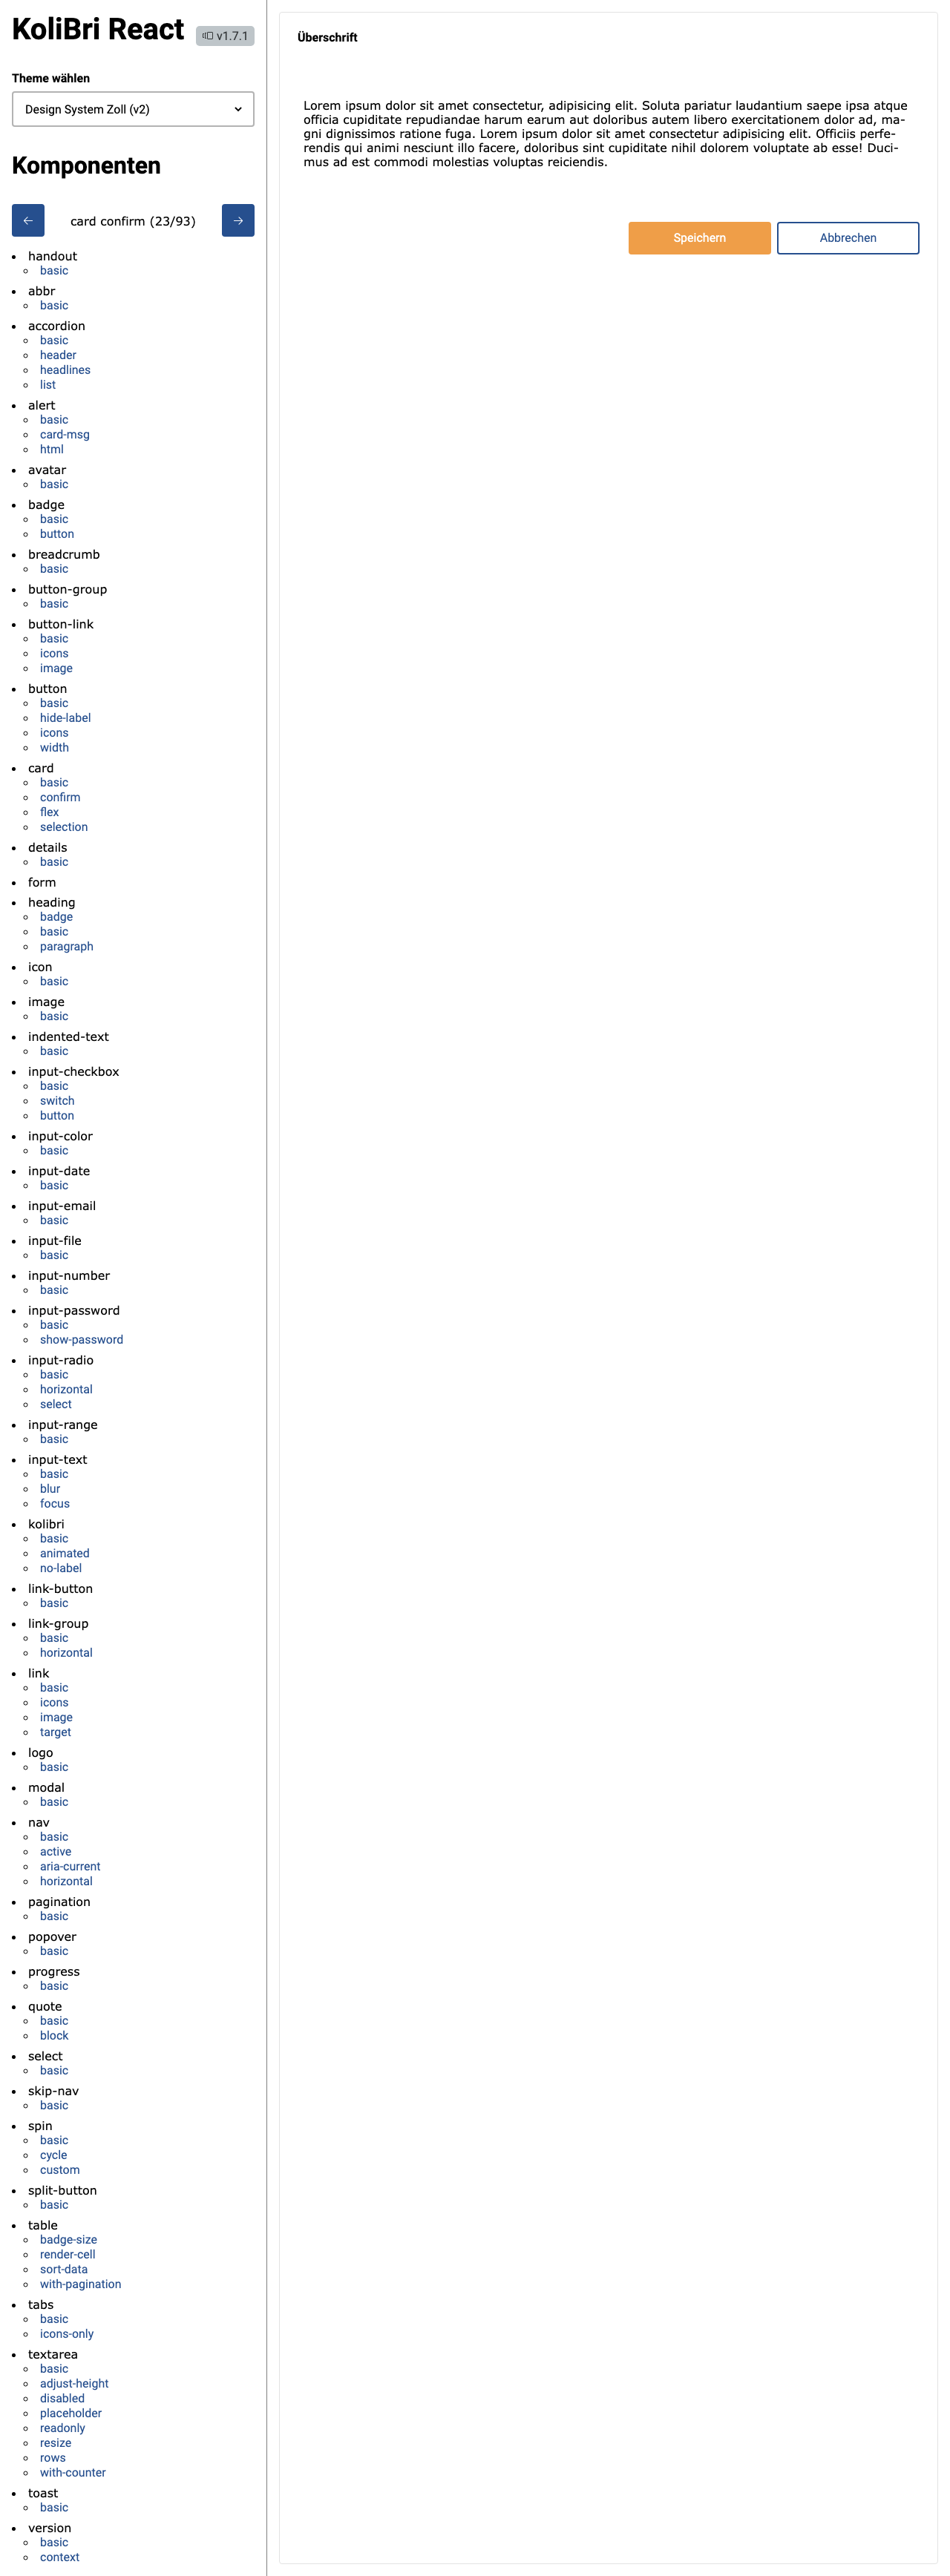 KoliBri React
v1.7.1
Theme wählen
Design System Zoll (v2)
Komponenten
←
card confirm (23/93)
→
handout
basic
abbr
basic
accordion
basic
header
headlines
list
alert
basic
card-msg
html
avatar
basic
badge
basic
button
breadcrumb
basic
button-group
basic
button-link
basic
icons
image
button
basic
hide-label
icons
width
card
basic
confirm
flex
selection
details
basic
form
heading
badge
basic
paragraph
icon
basic
image
basic
indented-text
basic
input-checkbox
basic
switch
button
input-color
basic
input-date
basic
input-email
basic
input-file
basic
input-number
basic
input-password
basic
show-password
input-radio
basic
horizontal
select
input-range
basic
input-text
basic
blur
focus
kolibri
basic
animated
no-label
link-button
basic
link-group
basic
horizontal
link
basic
icons
image
target
logo
basic
modal
basic
nav
basic
active
aria-current
horizontal
pagination
basic
popover
basic
progress
basic
quote
basic
block
select
basic
skip-nav
basic
spin
basic
cycle
custom
split-button
basic
table
badge-size
render-cell
sort-data
with-pagination
tabs
basic
icons-only
textarea
basic
adjust-height
disabled
placeholder
readonly
resize
rows
with-counter
toast
basic
version
basic
context
Überschrift
Lorem ipsum dolor sit amet consectetur, adipisicing elit. Soluta pariatur laudantium saepe ipsa atque
officia cupiditate repudiandae harum earum aut doloribus autem libero exercitationem dolor ad, ma-
gni dignissimos ratione fuga. Lorem ipsum dolor sit amet consectetur adipisicing elit. Officiis perfe-
rendis qui animi nesciunt illo facere, doloribus sint cupiditate nihil dolorem voluptate ab esse! Duci-
mus ad est commodi molestias voluptas reiciendis.
Speichern
Abbrechen